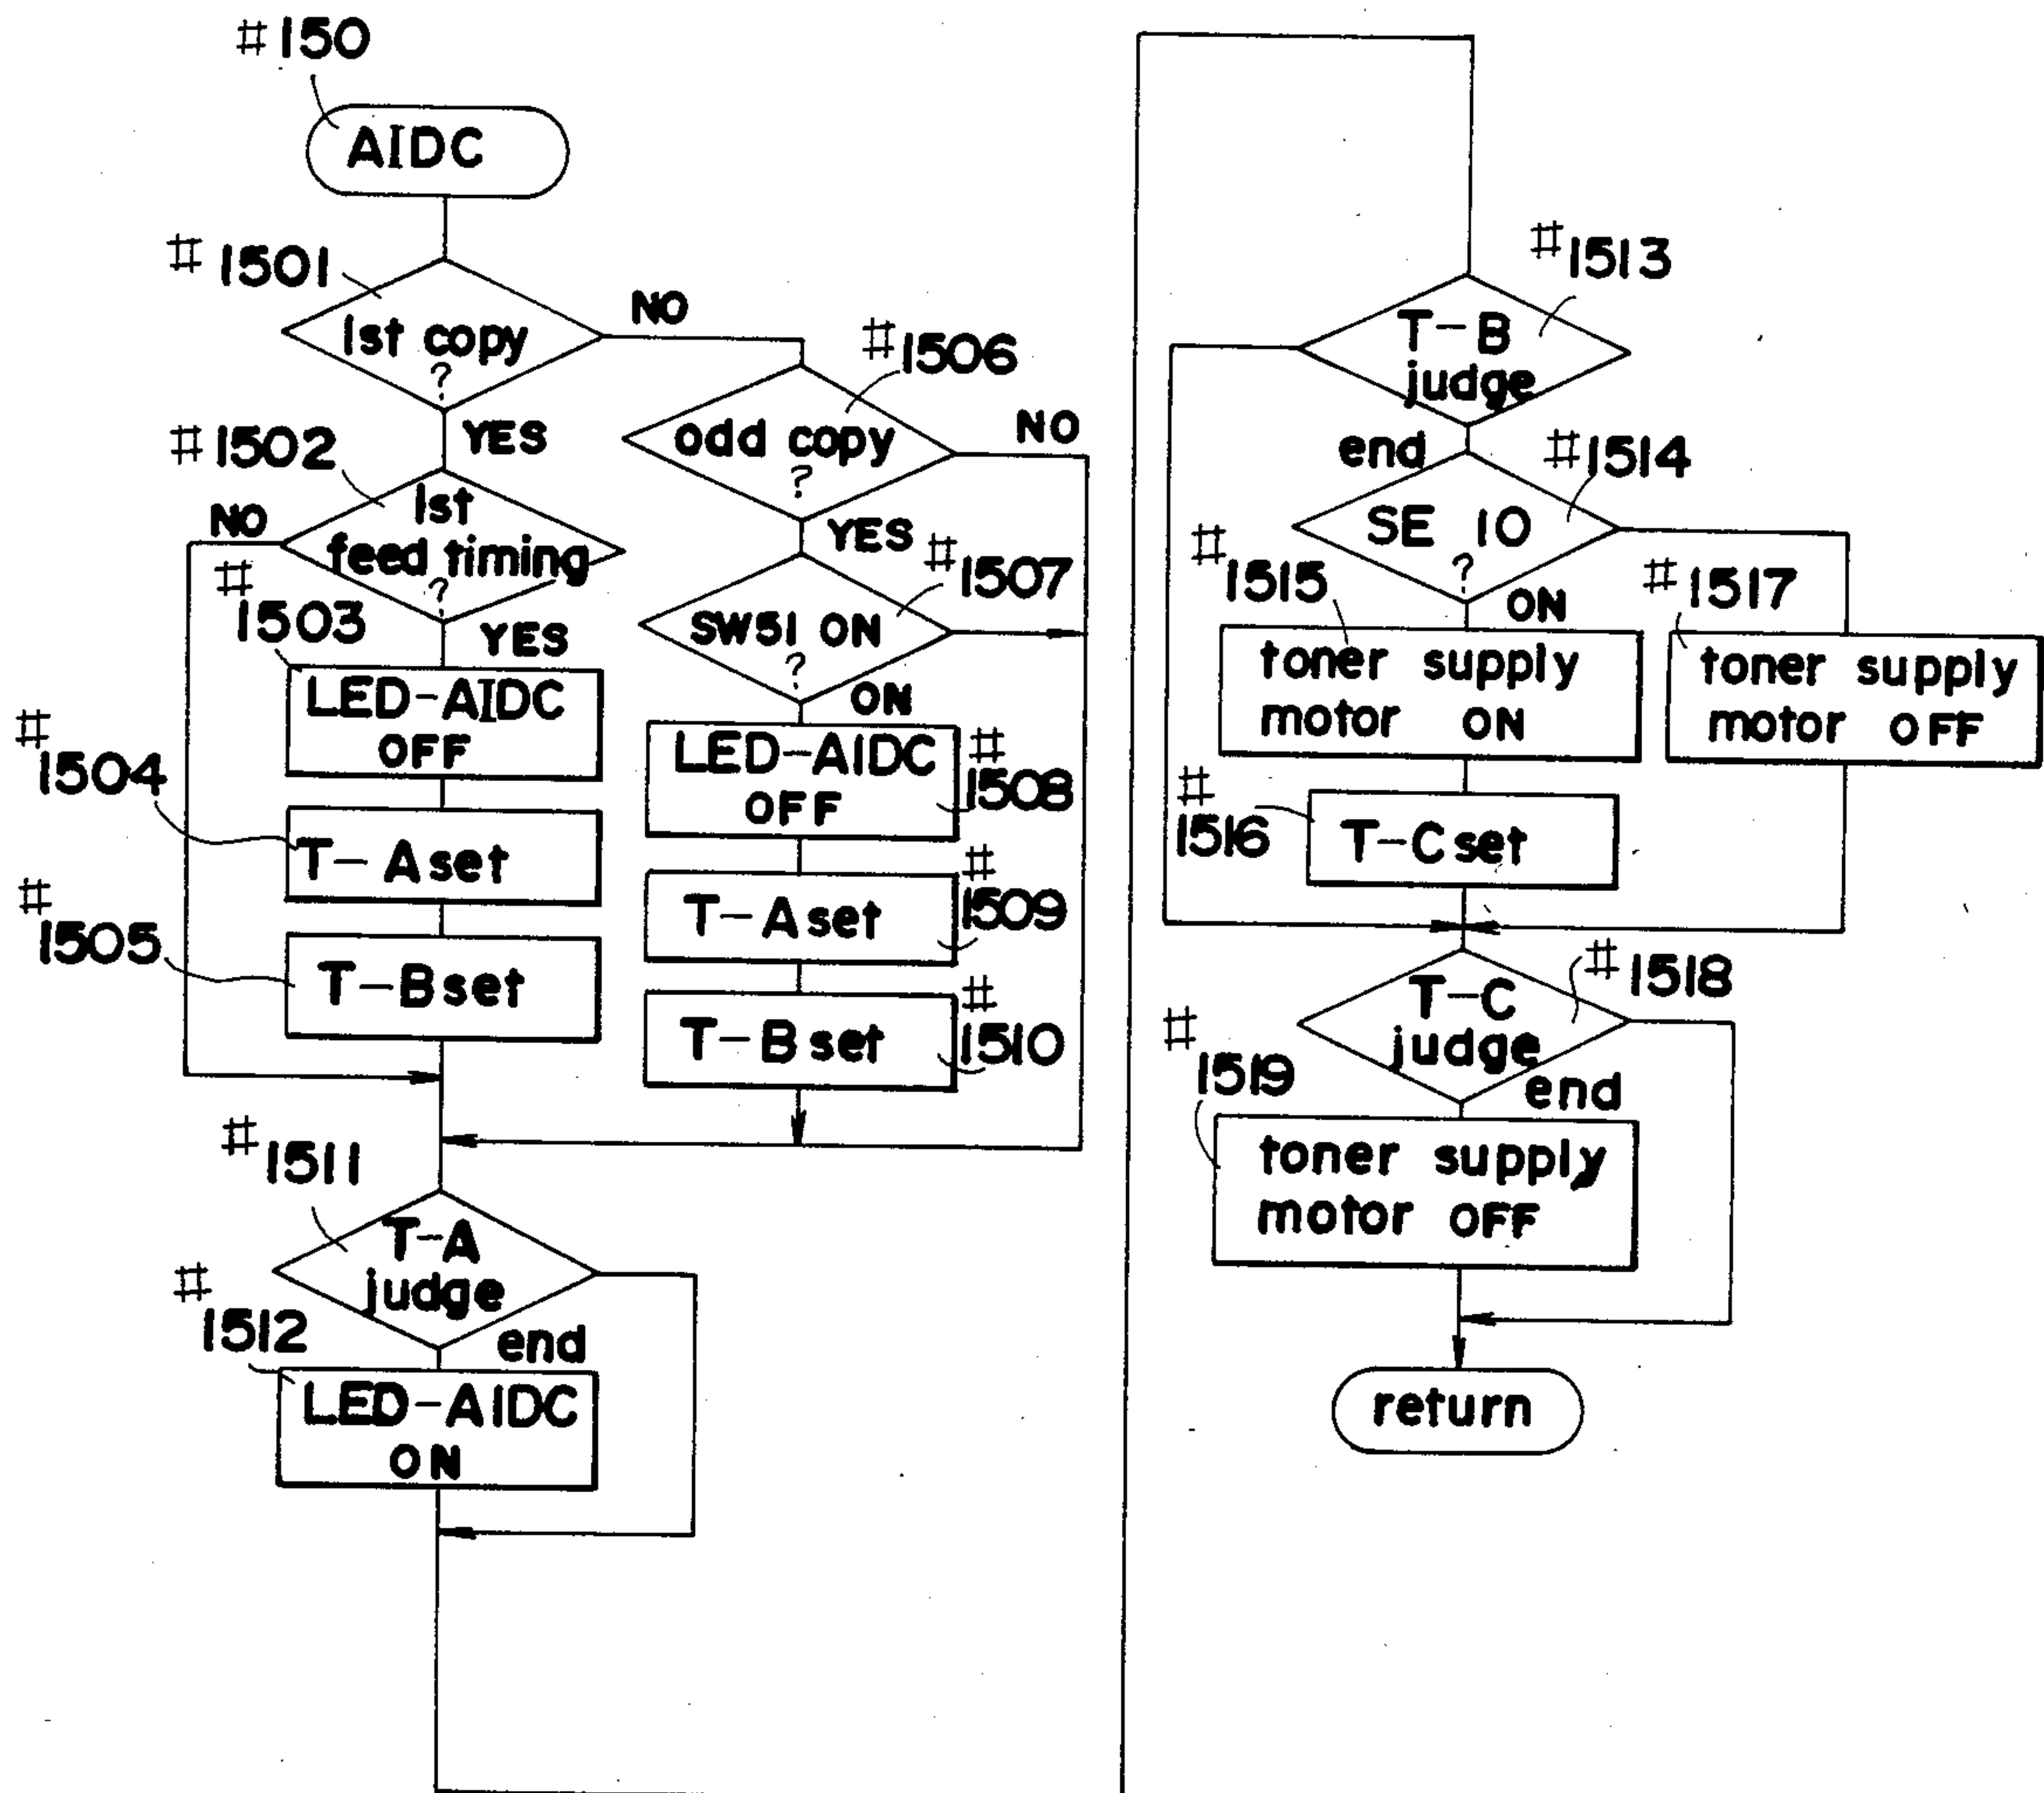 #150
AIDC
#1501
1st copy
?
NO
YES
#1502
1st
feed timing
?
NO
YES
#1503
LED-AIDC
OFF
#1504
T-A set
#1505
T-B set
#1506
odd copy
?
NO
YES
#1507
SW51 ON
?
ON
LED-AIDC
OFF
#1508
T-A set
#1509
T-B set
#1510
#1511
T-A
judge
end
#1512
LED-AIDC
ON
#1513
T-B
judge
end
#1514
SE 10
?
ON
#1515
toner supply
motor ON
#1516
T-C set
#1517
toner supply
motor OFF
#1518
T-C
judge
end
#1519
toner supply
motor OFF
return